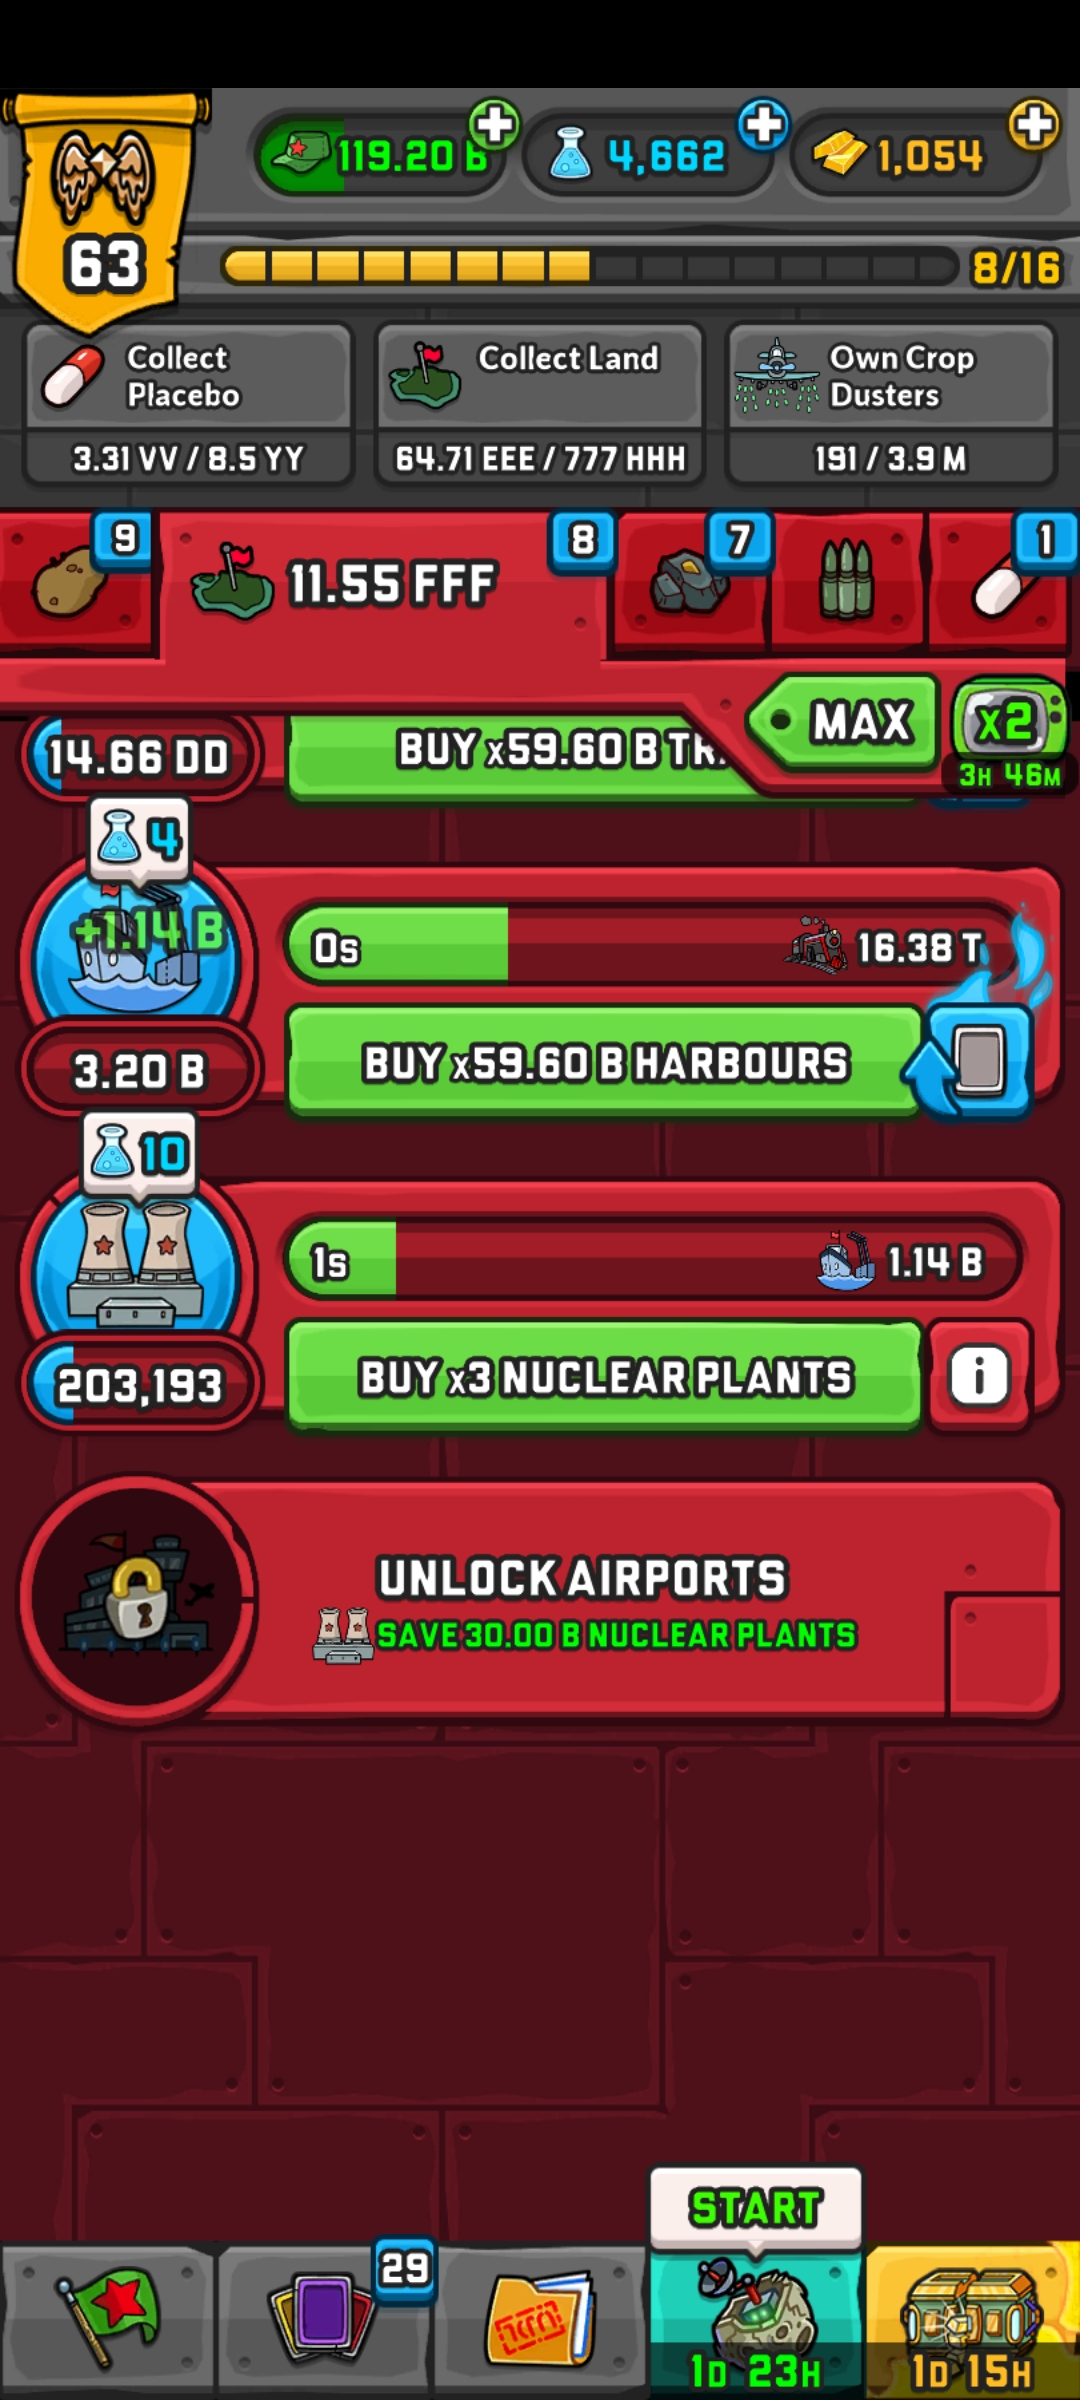 119.20 B
4,662
1,054
63
8/16
Collect
Placebo
3.31 VV / 8.5 YY
Collect Land
64.71 EEE / 777 HHH
Own Crop
Dusters
191 / 3.9 M
9
11.55 FFF
8
7
1
MAX
x2
3H 46M
14.66 DD
BUY x59.60 B
4
+1.14 B
0s
16.38 T
3.20 B
BUY x59.60 B HARBOURS
10
1s
1.14 B
203,193
BUY x3 NUCLEAR PLANTS
i
UNLOCK AIRPORTS
SAVE 30.00 B NUCLEAR PLANTS
START
29
1D 23H
1D 15H